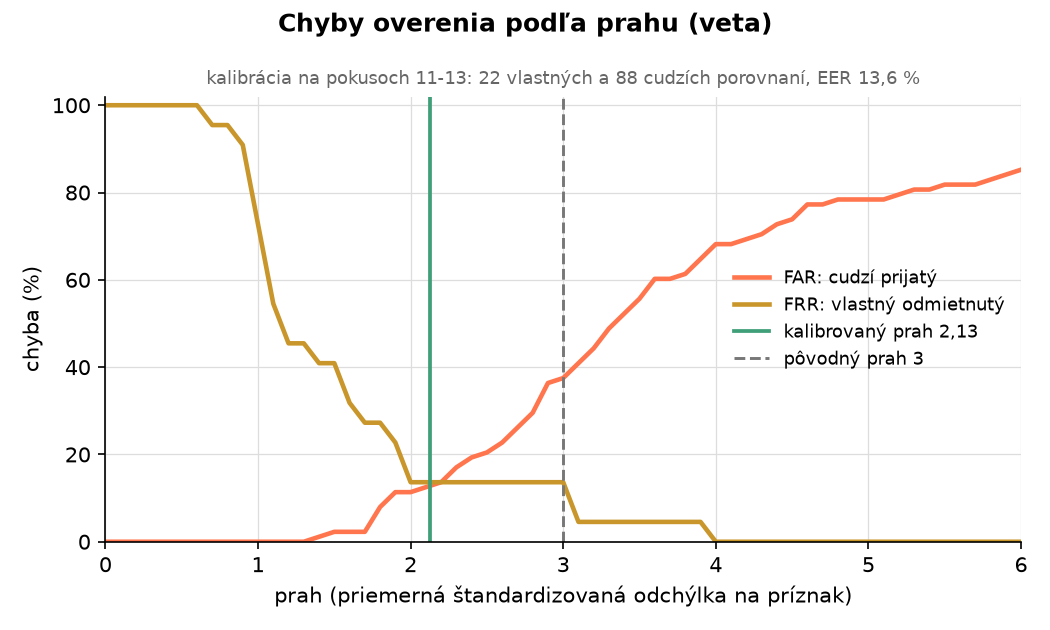 Chyby overenia podľa prahu (veta)
kalibrácia na pokusoch 11-13: 22 vlastných a 88 cudzích porovnaní, EER 13,6 %
100
80
60
40
20
0
chyba (%)
FAR: cudzí prijatý
FRR: vlastný odmietnutý
kalibrovaný prah 2,13
pôvodný prah 3
0 1 2 3 4 5 6
prah (priemerná štandardizovaná odchýlka na príznak)